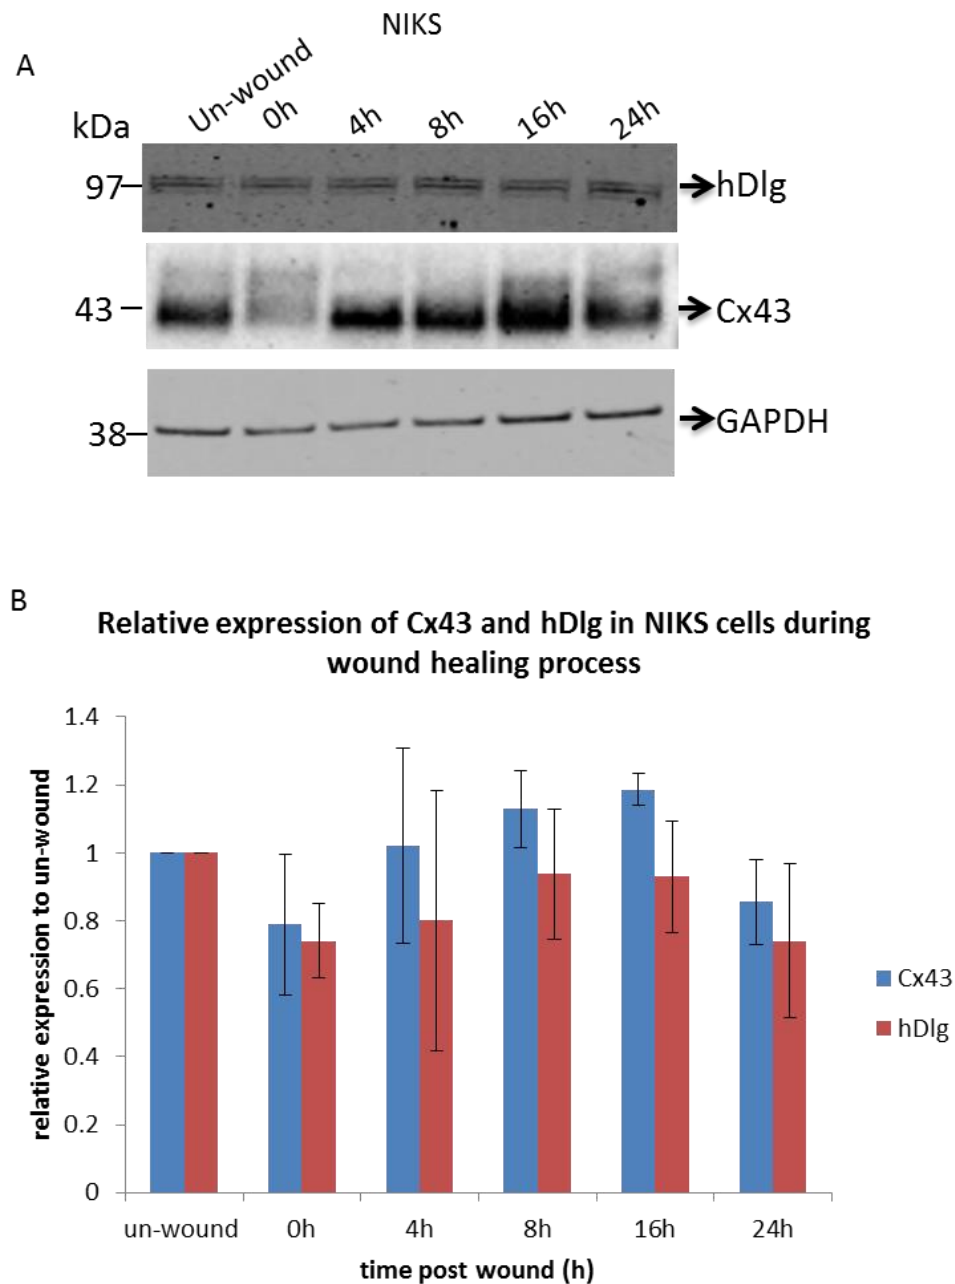 NIKS
A
kDa
Un-wound 0h 4h 8h 16h 24h
97 hDlg
43 Cx43
38 GAPDH
B
Relative expression of Cx43 and hDlg in NIKS cells during
wound healing process
relative expression to un-wound
1.4
1.2
1
0.8
0.6
0.4
0.2
0
Cx43
hDlg
un-wound 0h 4h 8h 16h 24h
time post wound (h)